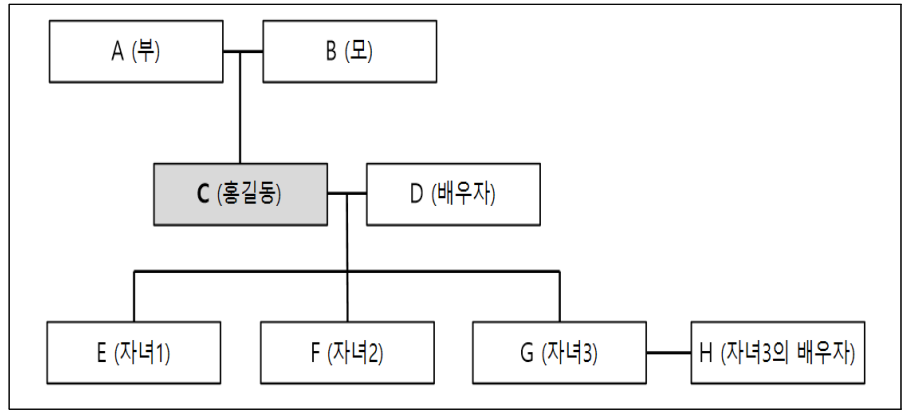 A (부)
B (모)
C (홍길동)
D (배우자)
E (자녀1)
F (자녀2)
G (자녀3)
H (자녀3의 배우자)